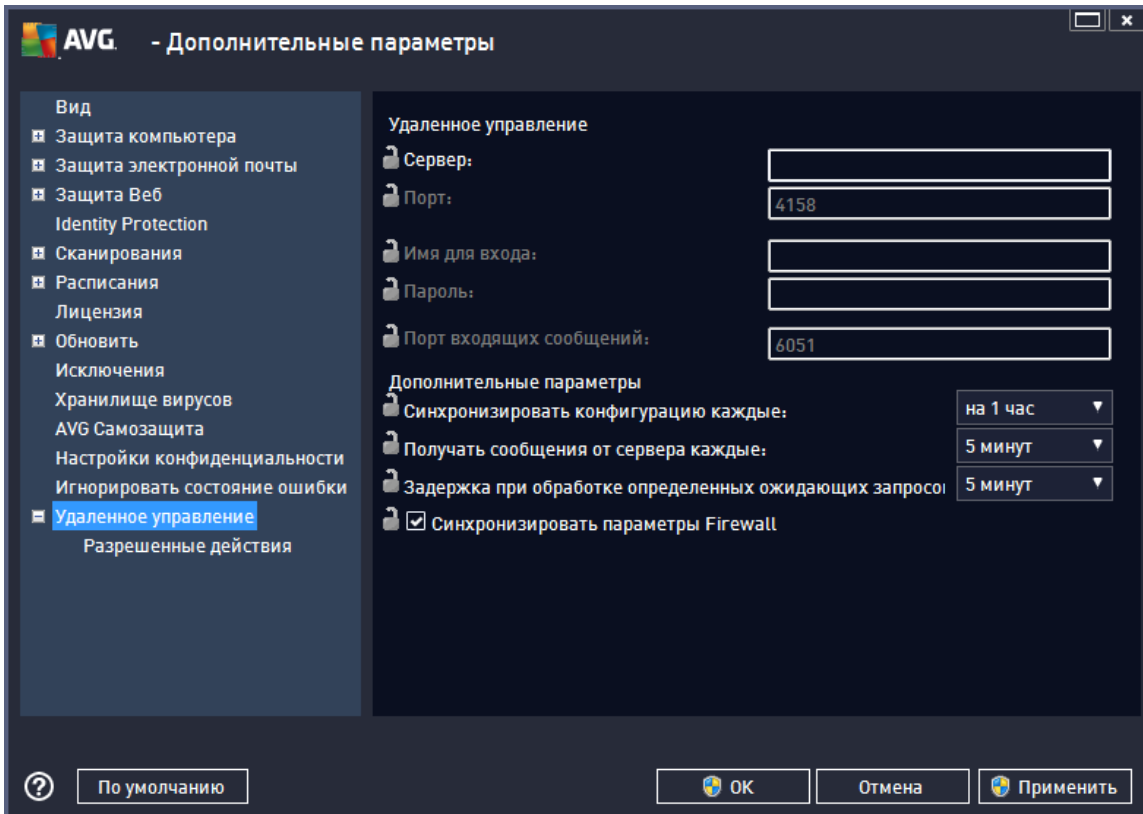 AVG. - Дополнительные параметры
Вид
Защита компьютера
Защита электронной почты
Защита Веб
Identity Protection
Сканирования
Расписания
Лицензия
Обновить
Исключения
Хранилище вирусов
AVG Самозащита
Настройки конфиденциальности
Игнорировать состояние ошибки
Удаленное управление
Разрешенные действия
Удаленное управление
Сервер:
Порт: 4158
Имя для входа:
Пароль:
Порт входящих сообщений: 6051
Дополнительные параметры
Синхронизировать конфигурацию каждые: на 1 час
Получать сообщения от сервера каждые: 5 минут
Задержка при обработке определенных ожидающих запросов 5 минут
Синхронизировать параметры Firewall
? По умолчанию OK Отмена Применить